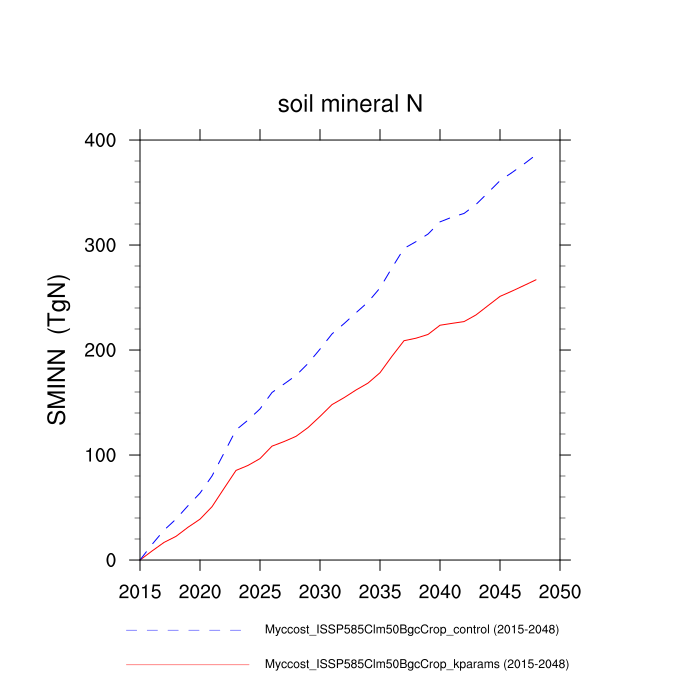 soil mineral N
SMINN (TgN)
400
300
200
100
0
2015 2020 2025 2030 2035 2040 2045 2050
Myccost_ISSP585Clm50BgcCrop_control (2015-2048)
Myccost_ISSP585Clm50BgcCrop_kparams (2015-2048)